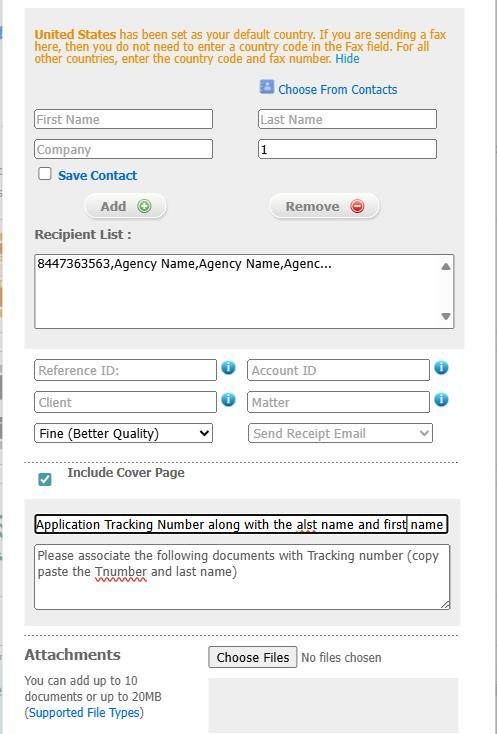 United States has been set as your default country. If you are sending a fax
here, then you do not need to enter a country code in the Fax field. For all
other countries, enter the country code and fax number. Hide
Choose From Contacts
First Name
Last Name
Company
1
Save Contact
Add
Remove
Recipient List :
8447363563,Agency Name,Agency Name,Agenc...
Reference ID:
Account ID
Client
Matter
Fine (Better Quality)
Send Receipt Email
Include Cover Page
Application Tracking Number along with the alst name and first name
Please associate the following documents with Tracking number (copy
paste the Tnumber and last name)
Attachments
Choose Files No files chosen
You can add up to 10
documents or up to 20MB
(Supported File Types)